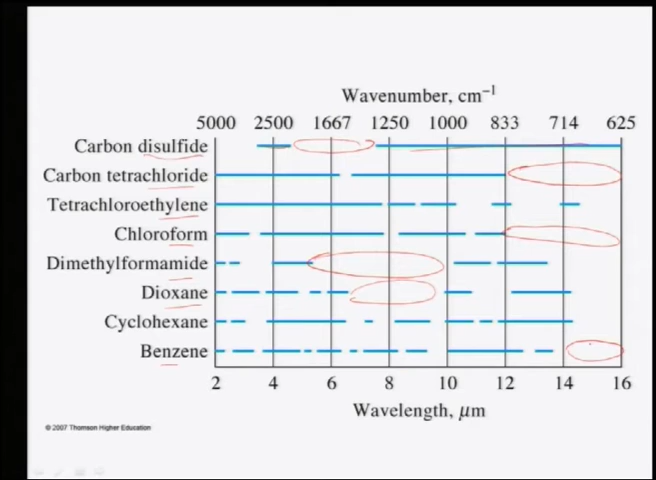 Wavenumber, cm⁻¹
5000 2500 1667 1250 1000 833 714 625
Carbon disulfide
Carbon tetrachloride
Tetrachloroethylene
Chloroform
Dimethylformamide
Dioxane
Cyclohexane
Benzene
2 4 6 8 10 12 14 16
Wavelength, μm
© 2007 Thomson Higher Education